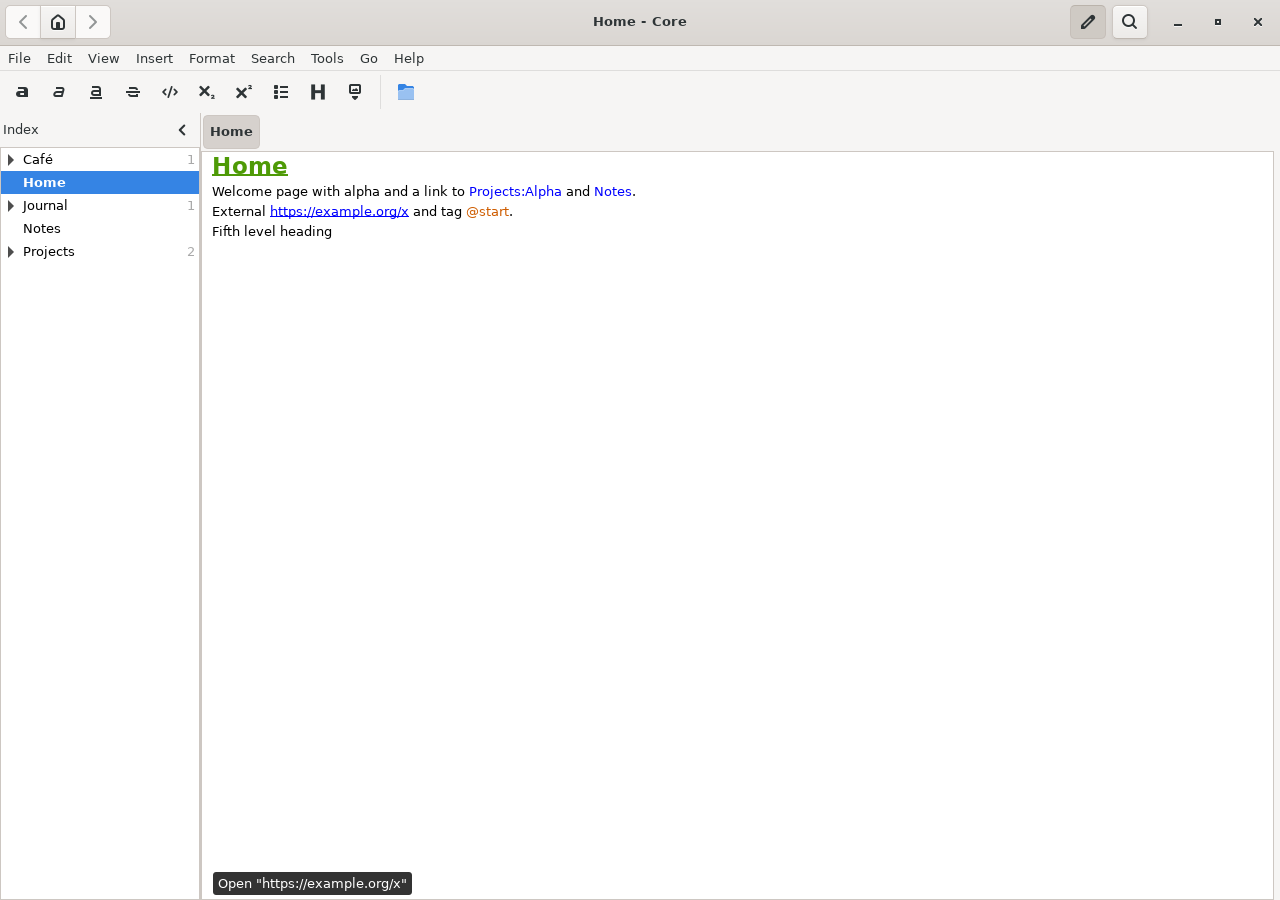 Home - Core
File Edit View Insert Format Search Tools Go Help
Index
Home
Café 1
Home
Journal 1
Notes
Projects 2
Home
Welcome page with alpha and a link to Projects:Alpha and Notes.
External https://example.org/x and tag @start.
Fifth level heading
Open "https://example.org/x"